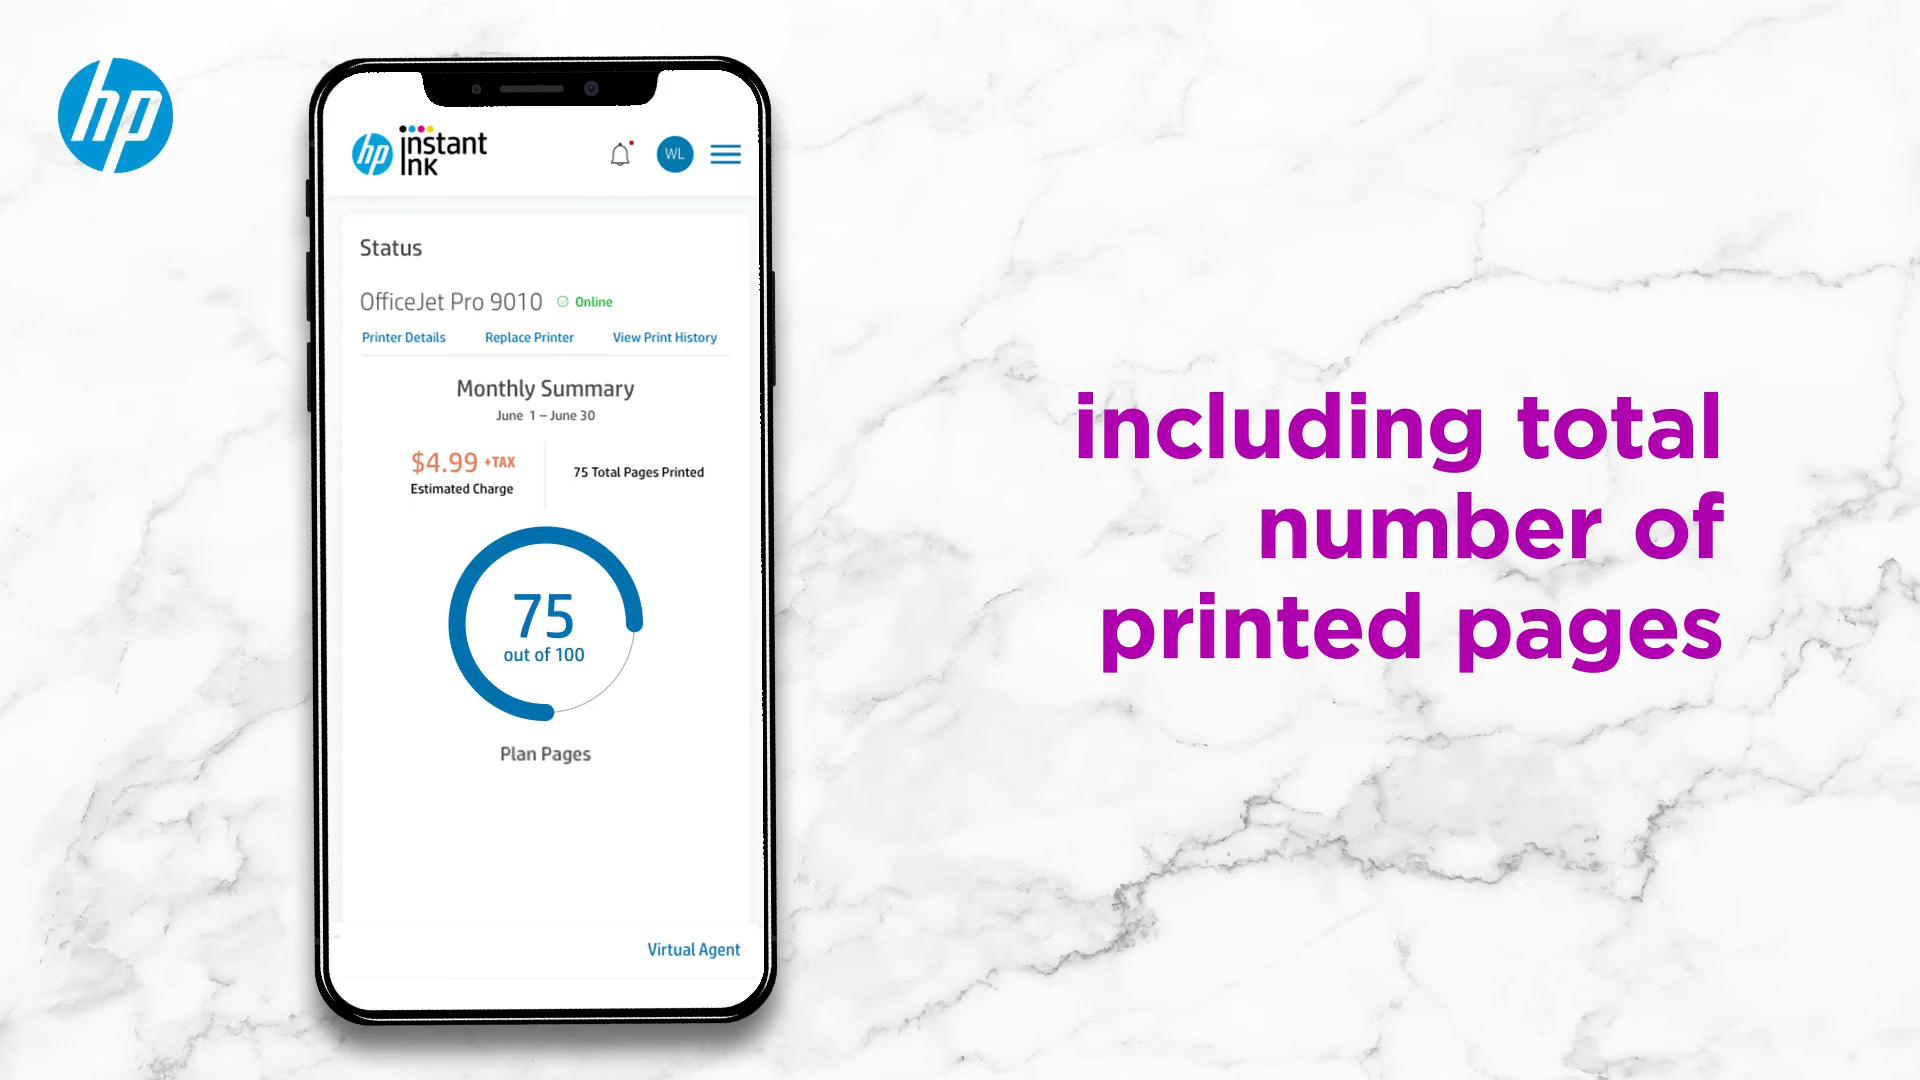 hp
hp instant ink
WL
Status
OfficeJet Pro 9010 Online
Printer Details Replace Printer View Print History
Monthly Summary
June 1 – June 30
$4.99 +TAX
Estimated Charge
75 Total Pages Printed
75
out of 100
Plan Pages
Virtual Agent
including total
number of
printed pages